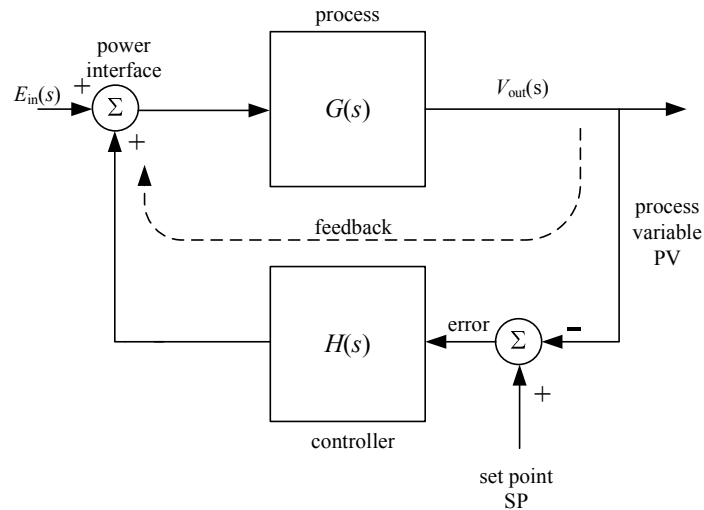 process
power
interface
E_in(s)
+
Σ
+
G(s)
V_out(s)
feedback
process
variable
PV
H(s)
error
Σ
-
+
controller
set point
SP